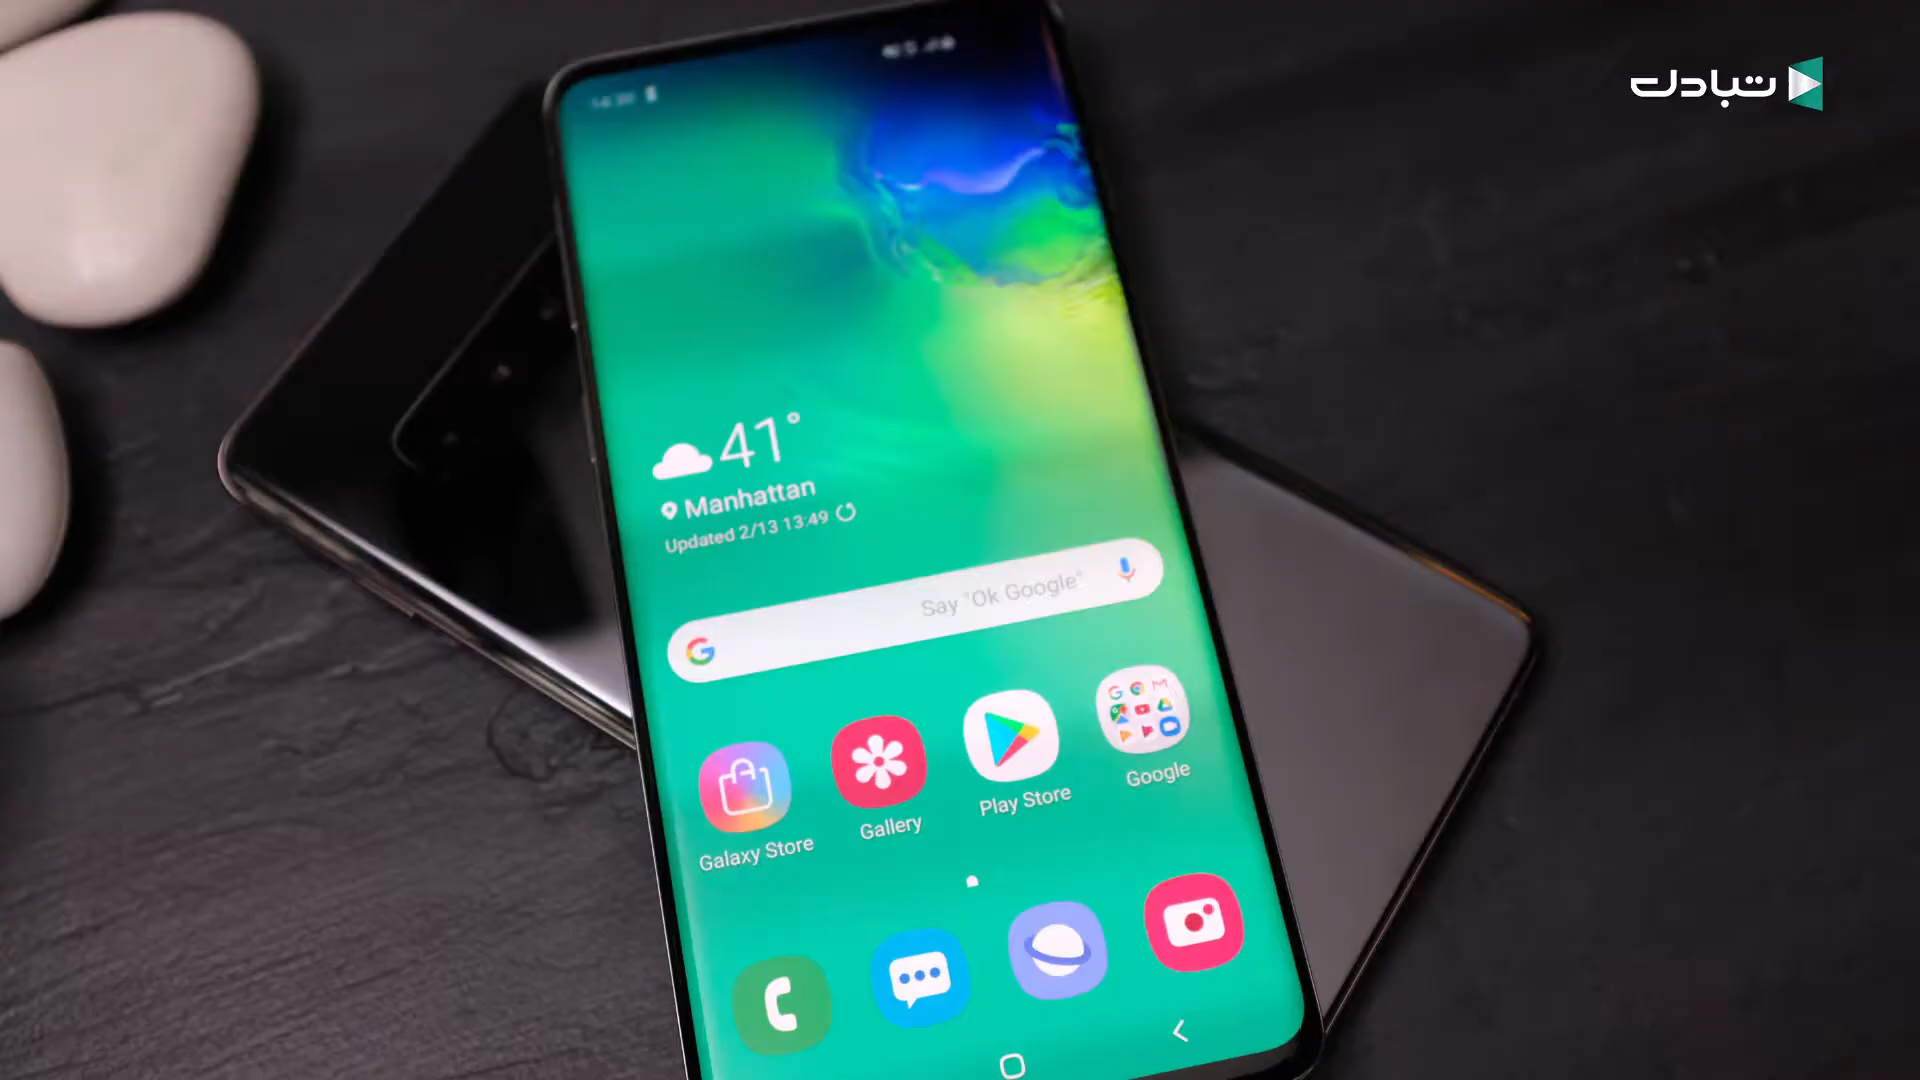 تبادل
41°
Manhattan
Updated 2/13 13:49
Say "Ok Google"
Galaxy Store
Gallery
Play Store
Google